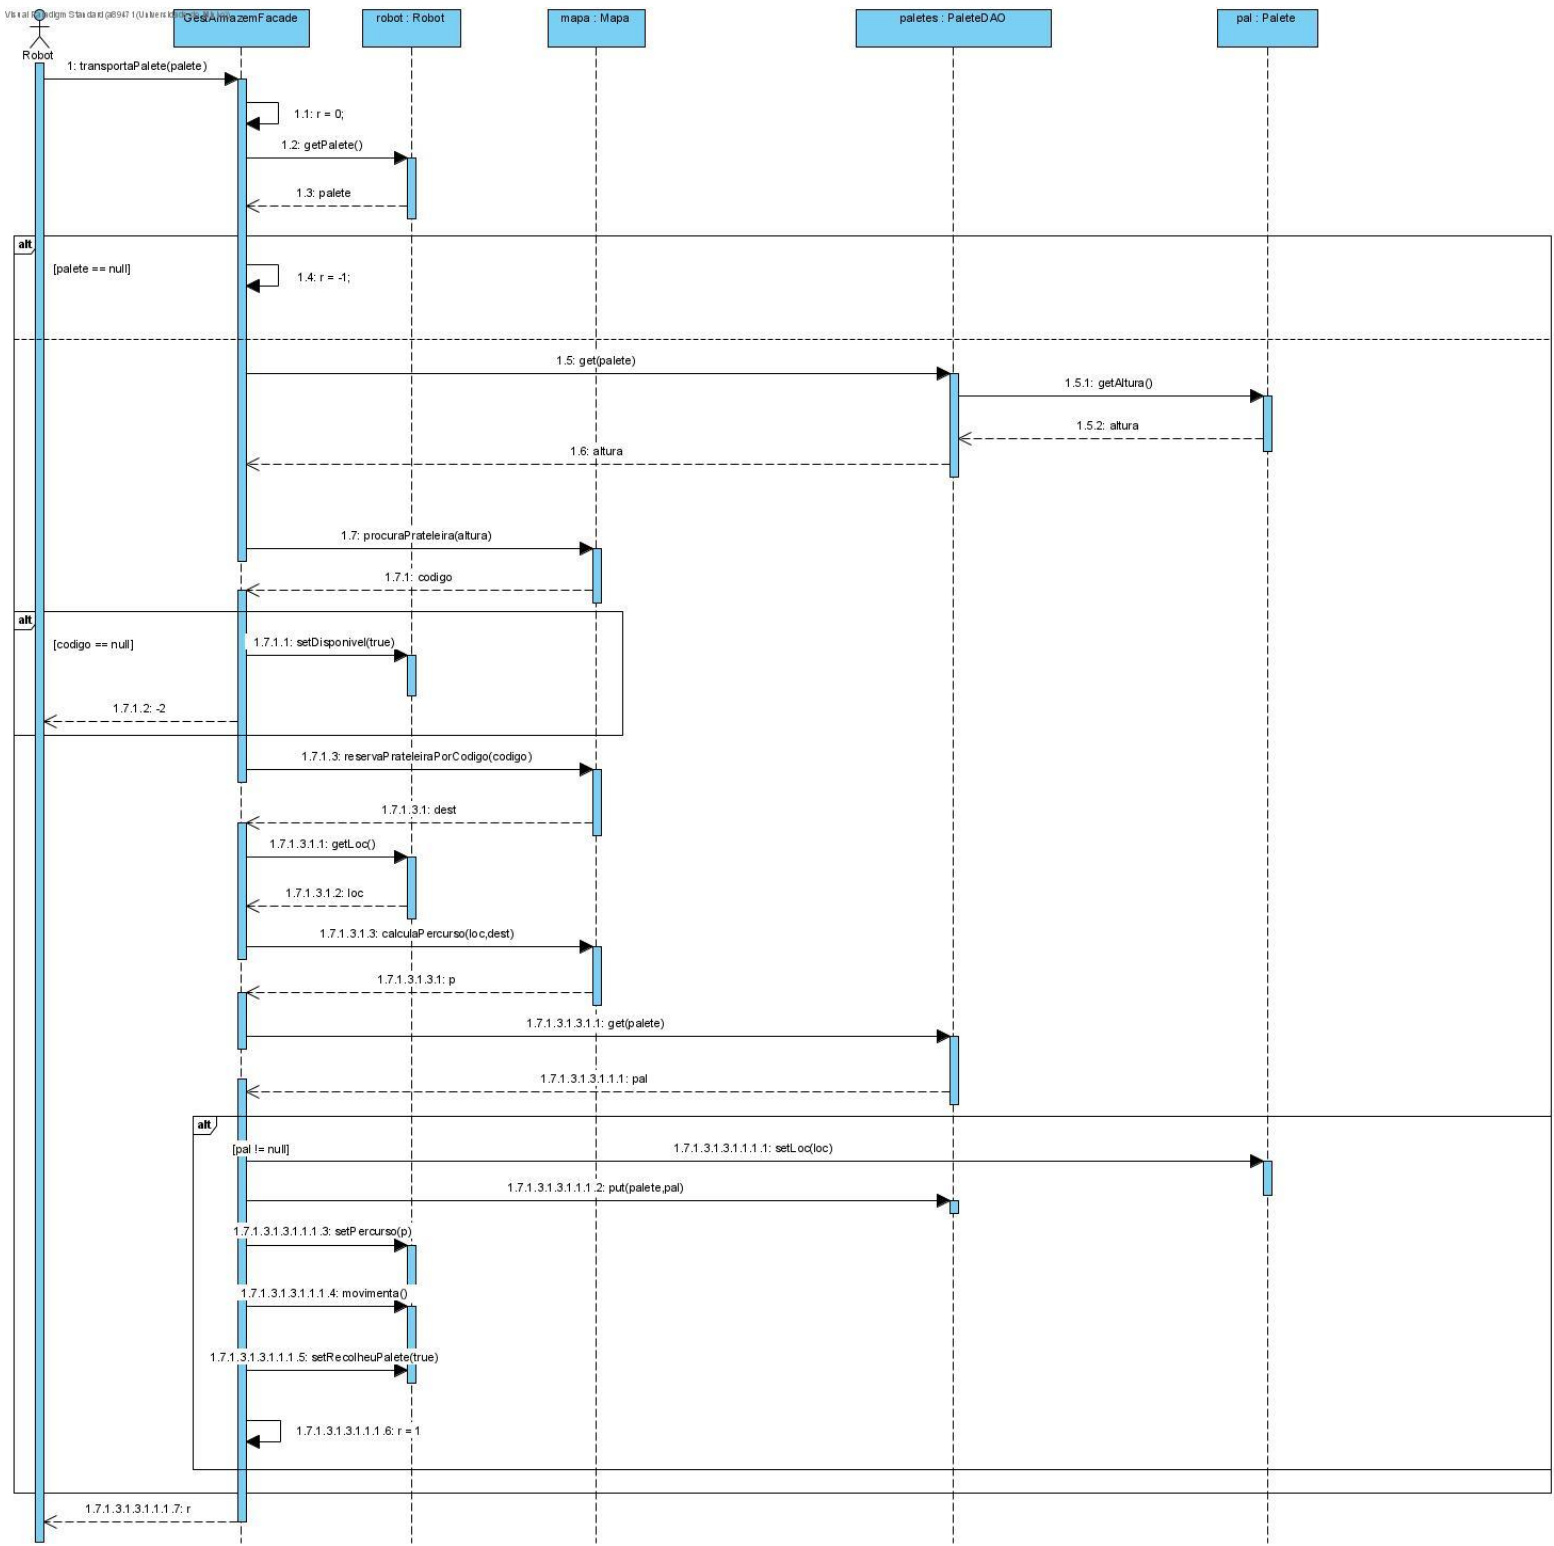 Visual Paradigm Standard(a89471(Universidade do Minho))
GestArmazemFacade
robot : Robot
mapa : Mapa
paletes : PaleteDAO
pal : Palete
Robot
1: transportaPalete(palete)
1.1: r = 0;
1.2: getPalete()
1.3: palete
alt
[palete == null]
1.4: r = -1;
1.5: get(palete)
1.5.1: getAltura()
1.5.2: altura
1.6: altura
1.7: procuraPrateleira(altura)
1.7.1: codigo
alt
[codigo == null]
1.7.1.1: setDisponivel(true)
1.7.1.2: -2
1.7.1.3: reservaPrateleiraPorCodigo(codigo)
1.7.1.3.1: dest
1.7.1.3.1.1: getLoc()
1.7.1.3.1.2: loc
1.7.1.3.1.3: calculaPercurso(loc,dest)
1.7.1.3.1.3.1: p
1.7.1.3.1.3.1.1: get(palete)
1.7.1.3.1.3.1.1.1: pal
alt
[pal != null]
1.7.1.3.1.3.1.1.1.1: setLoc(loc)
1.7.1.3.1.3.1.1.1.2: put(palete,pal)
1.7.1.3.1.3.1.1.1.3: setPercurso(p)
1.7.1.3.1.3.1.1.1.4: movimenta()
1.7.1.3.1.3.1.1.1.5: setRecolheuPalete(true)
1.7.1.3.1.3.1.1.1.6: r = 1
1.7.1.3.1.3.1.1.1.7: r